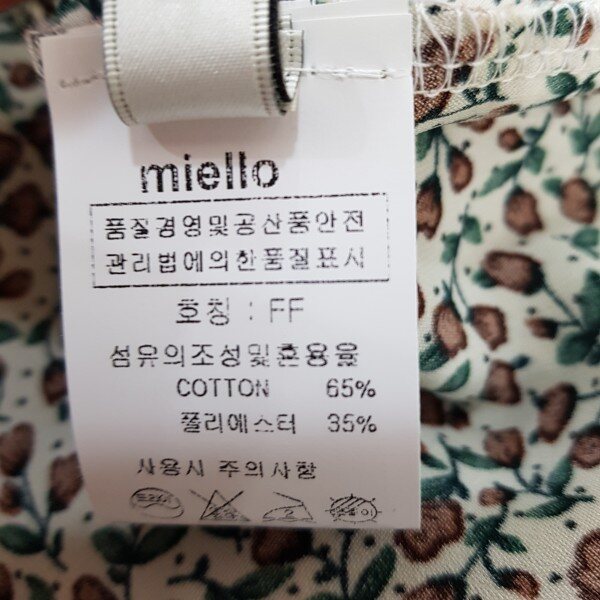 miello
품질경영및공산품안전
관리법에의한품질표시
호칭 : FF
섬유의조성및혼용율
COTTON 65%
폴리에스터 35%
사용시 주의사항